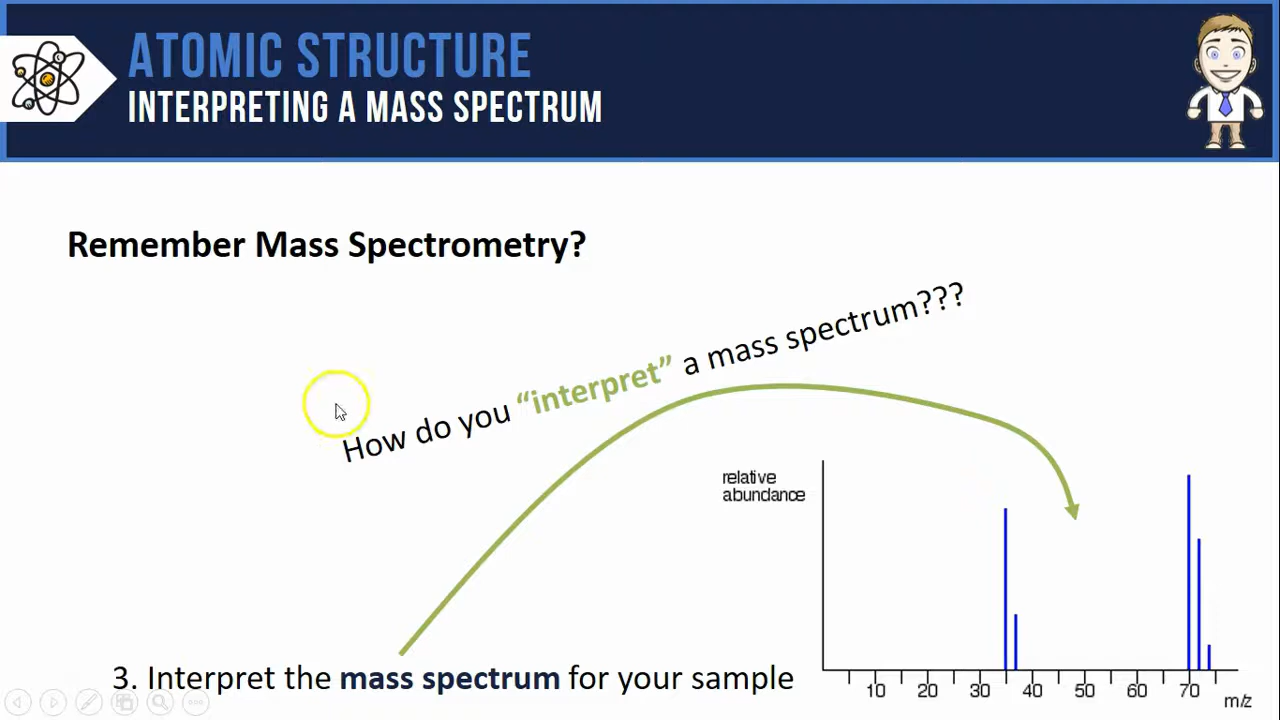 ATOMIC STRUCTURE
INTERPRETING A MASS SPECTRUM
Remember Mass Spectrometry?
How do you “interpret” a mass spectrum???
relative
abundance
10 20 30 40 50 60 70
m/z
3. Interpret the mass spectrum for your sample